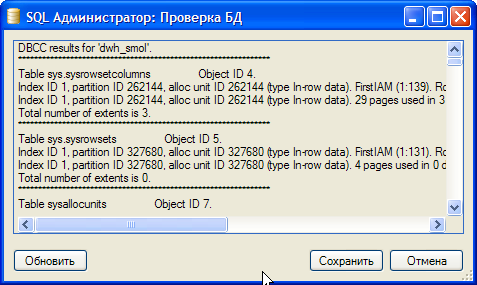 SQL Администратор: Проверка БД
DBCC results for 'dwh_smol'.
Table sys.sysrowsetcolumns Object ID 4.
Index ID 1, partition ID 262144, alloc unit ID 262144 (type In-row data). FirstIAM (1:139).
Index ID 1, partition ID 262144, alloc unit ID 262144 (type In-row data). 29 pages used in 3
Total number of extents is 3.
Table sys.sysrowsets Object ID 5.
Index ID 1, partition ID 327680, alloc unit ID 327680 (type In-row data). FirstIAM (1:131).
Index ID 1, partition ID 327680, alloc unit ID 327680 (type In-row data). 4 pages used in 0
Total number of extents is 0.
Table sysallocunits Object ID 7.
Обновить Сохранить Отмена